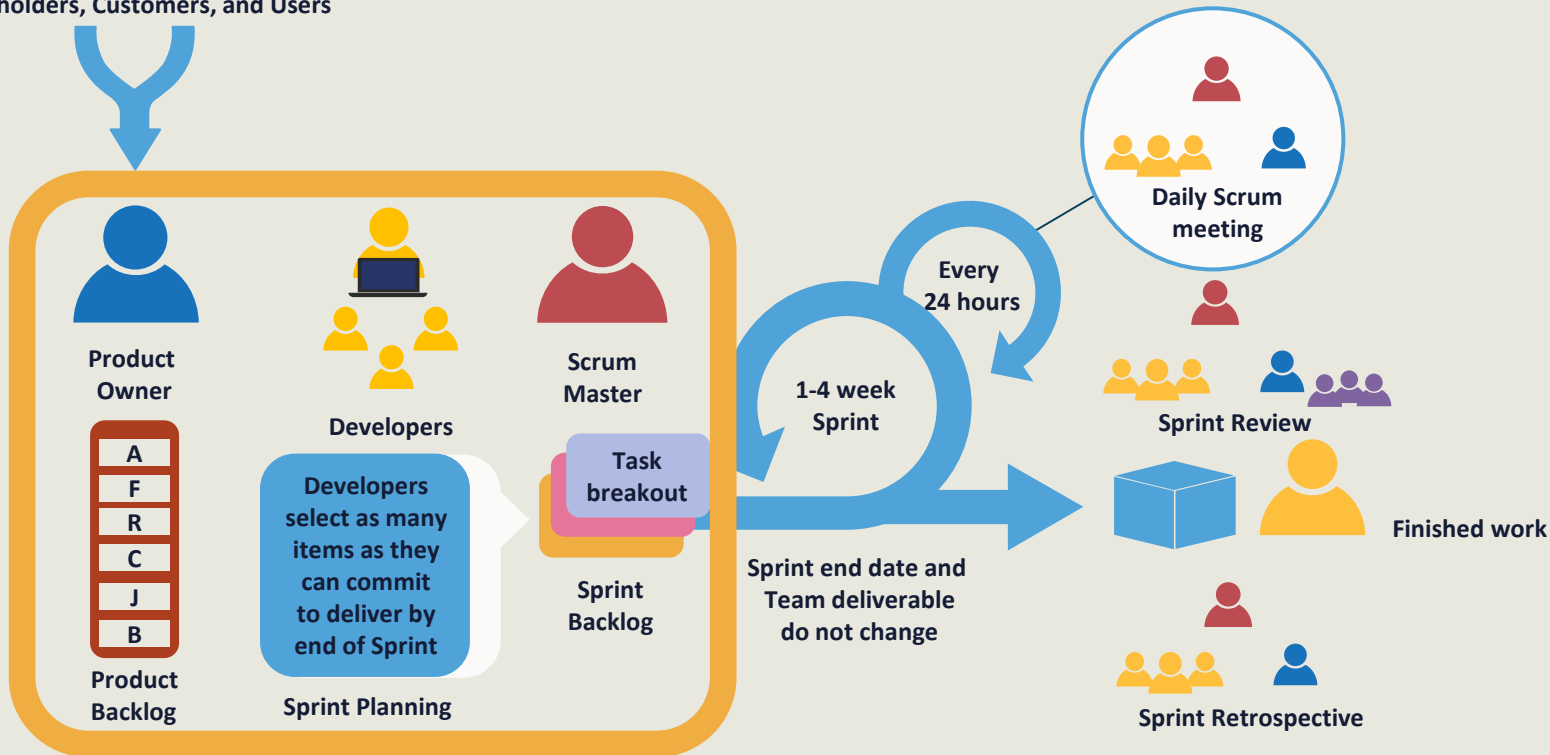 holders, Customers, and Users
Product
Owner
A
F
R
C
J
B
Product
Backlog
Developers
Developers
select as many
items as they
can commit
to deliver by
end of Sprint
Sprint Planning
Scrum
Master
Task
breakout
Sprint
Backlog
1-4 week
Sprint
Every
24 hours
Sprint end date and
Team deliverable
do not change
Daily Scrum
meeting
Sprint Review
Finished work
Sprint Retrospective